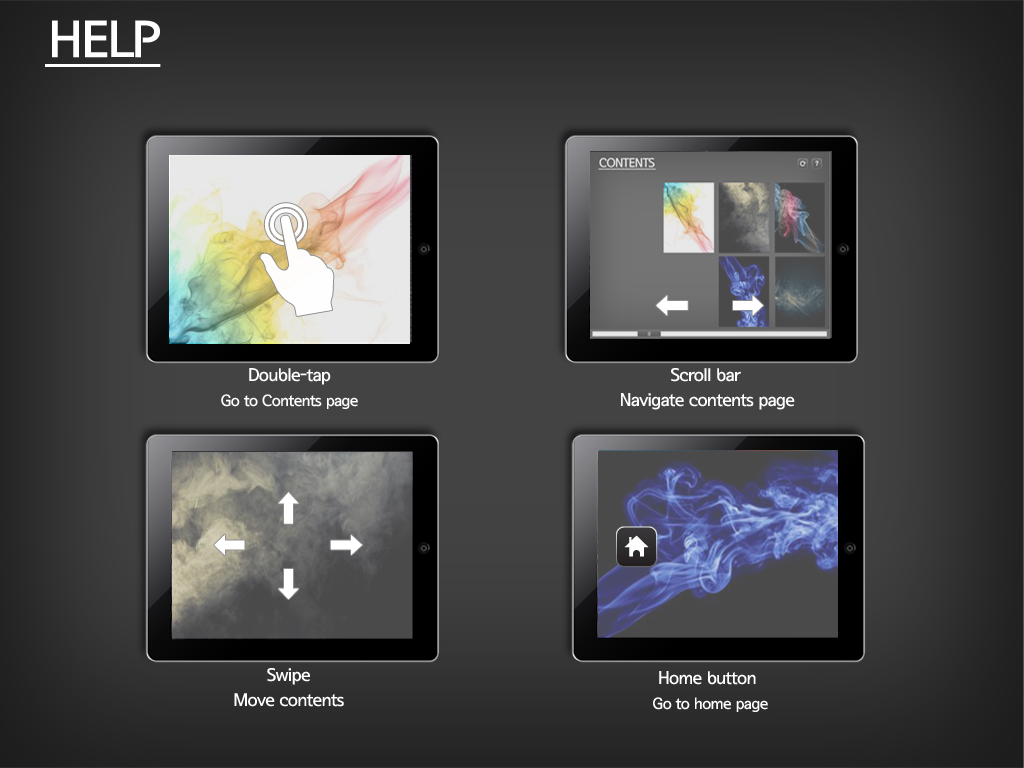 HELP
CONTENTS
?
Double-tap
Go to Contents page
Scroll bar
Navigate contents page
Swipe
Move contents
Home button
Go to home page